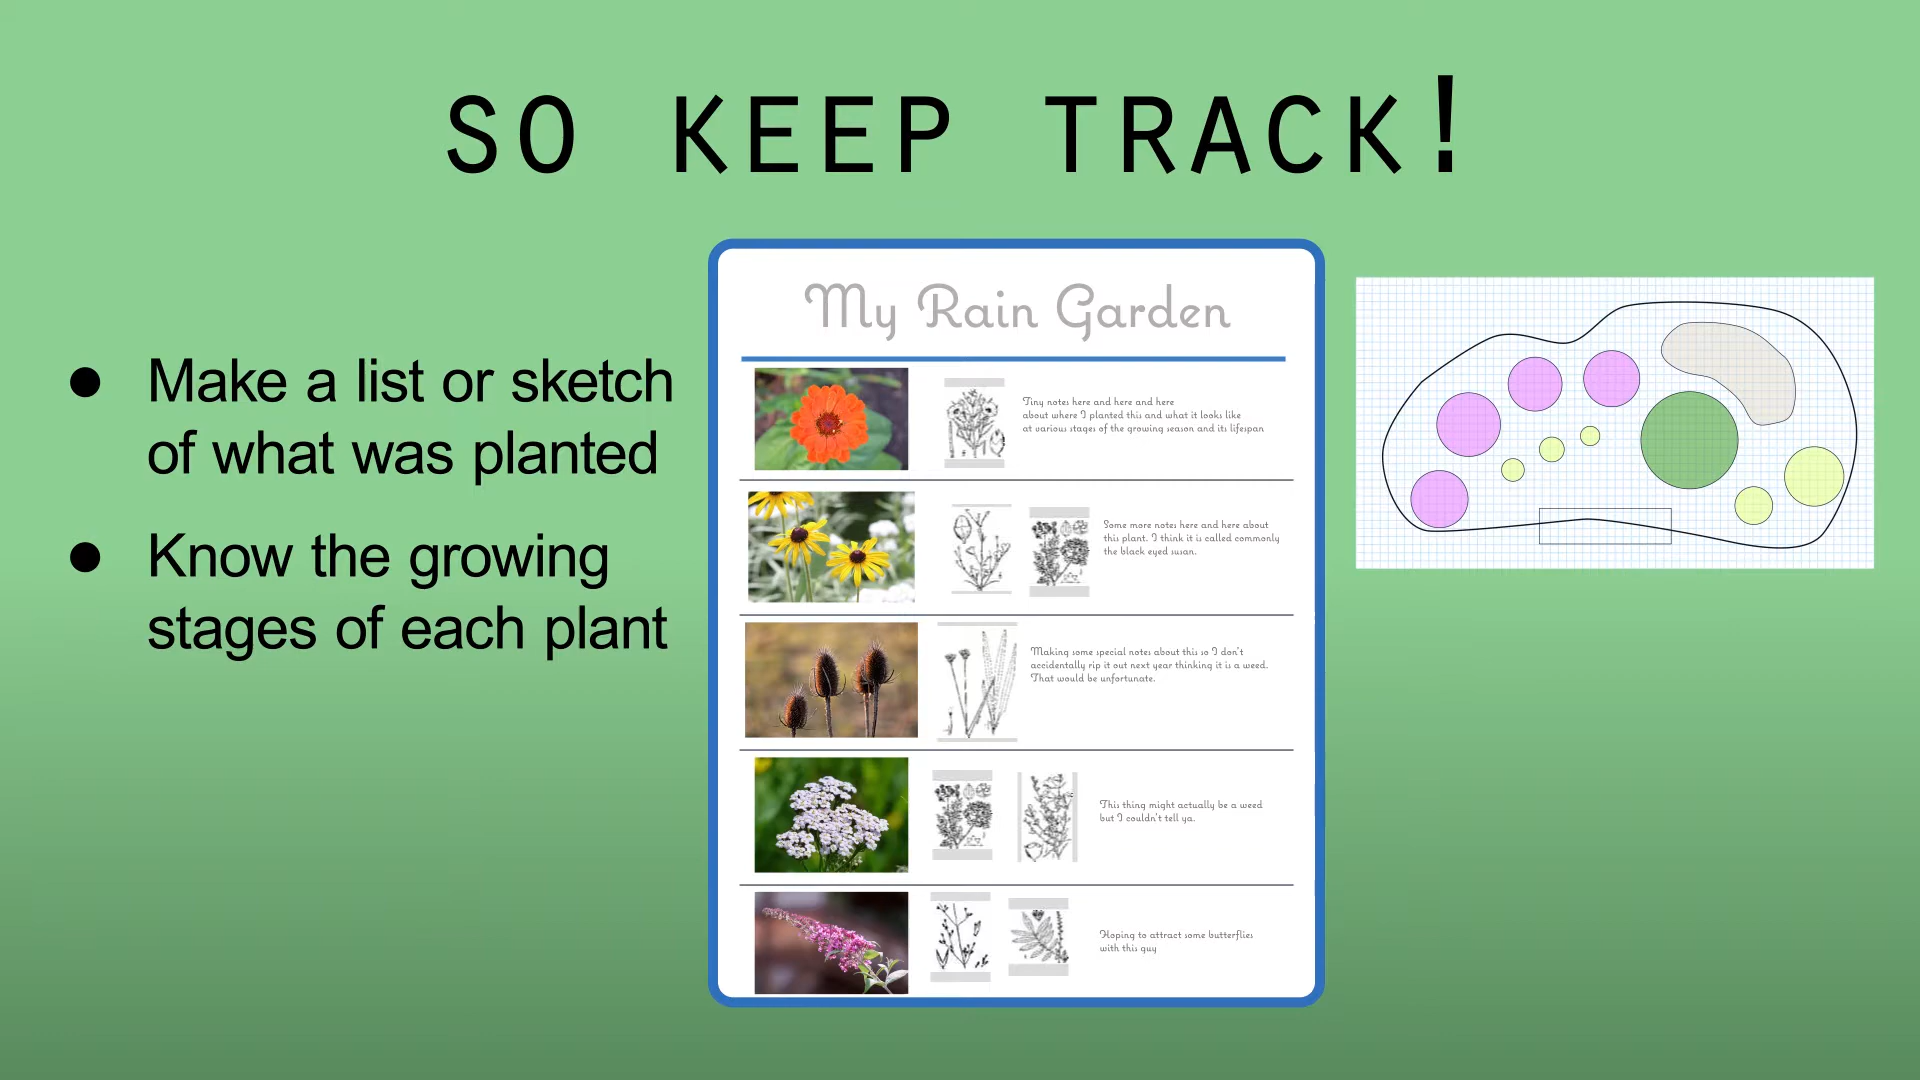 SO KEEP TRACK!
● Make a list or sketch
of what was planted
● Know the growing
stages of each plant
My Rain Garden
Tiny notes here and here and here
about where I planted this and what it looks like
at various stages of the growing season and its lifespan
Some more notes here and here about
this plant. I think it is called commonly
the black eyed susan.
Making some special notes about this so I don't
accidentally rip it out next year thinking it is a weed.
That would be unfortunate.
This thing might actually be a weed
but I couldn't tell ya.
Hoping to attract some butterflies
with this guy